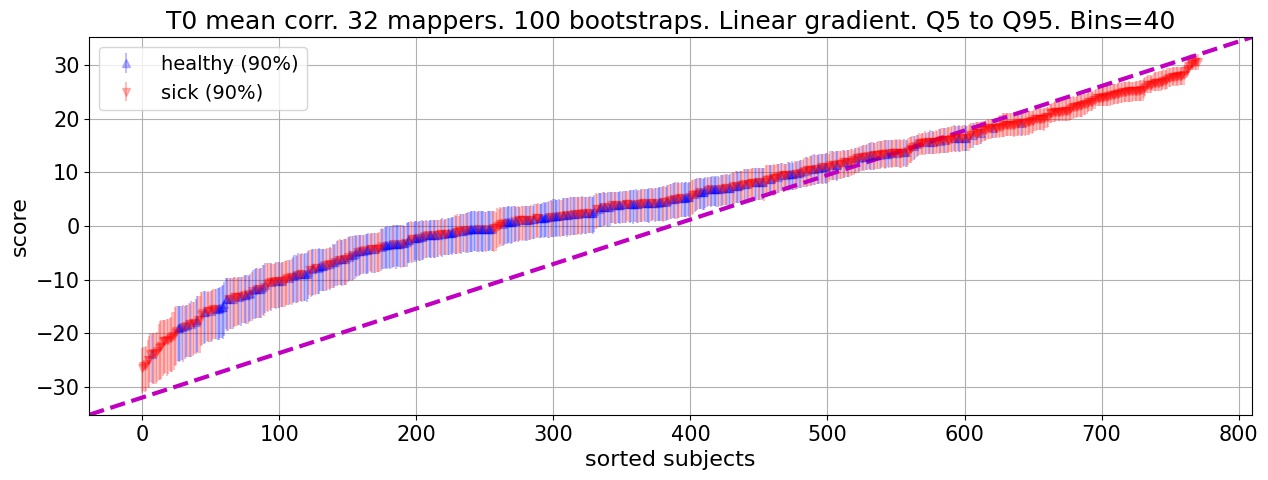 T0 mean corr. 32 mappers. 100 bootstraps. Linear gradient. Q5 to Q95. Bins=40
healthy (90%)
sick (90%)
30
20
10
0
−10
−20
−30
score
0 100 200 300 400 500 600 700 800
sorted subjects